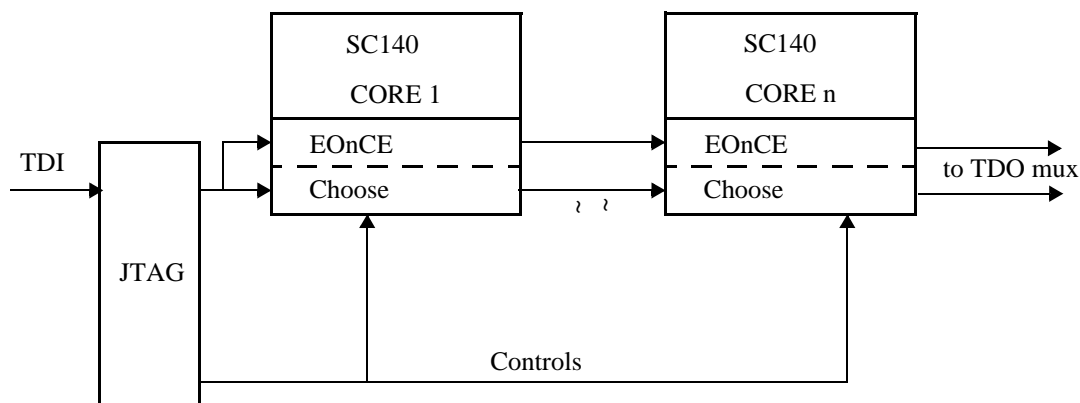 SC140
CORE 1
SC140
CORE n
TDI
EOnCE
EOnCE
to TDO mux
Choose
Choose
JTAG
Controls